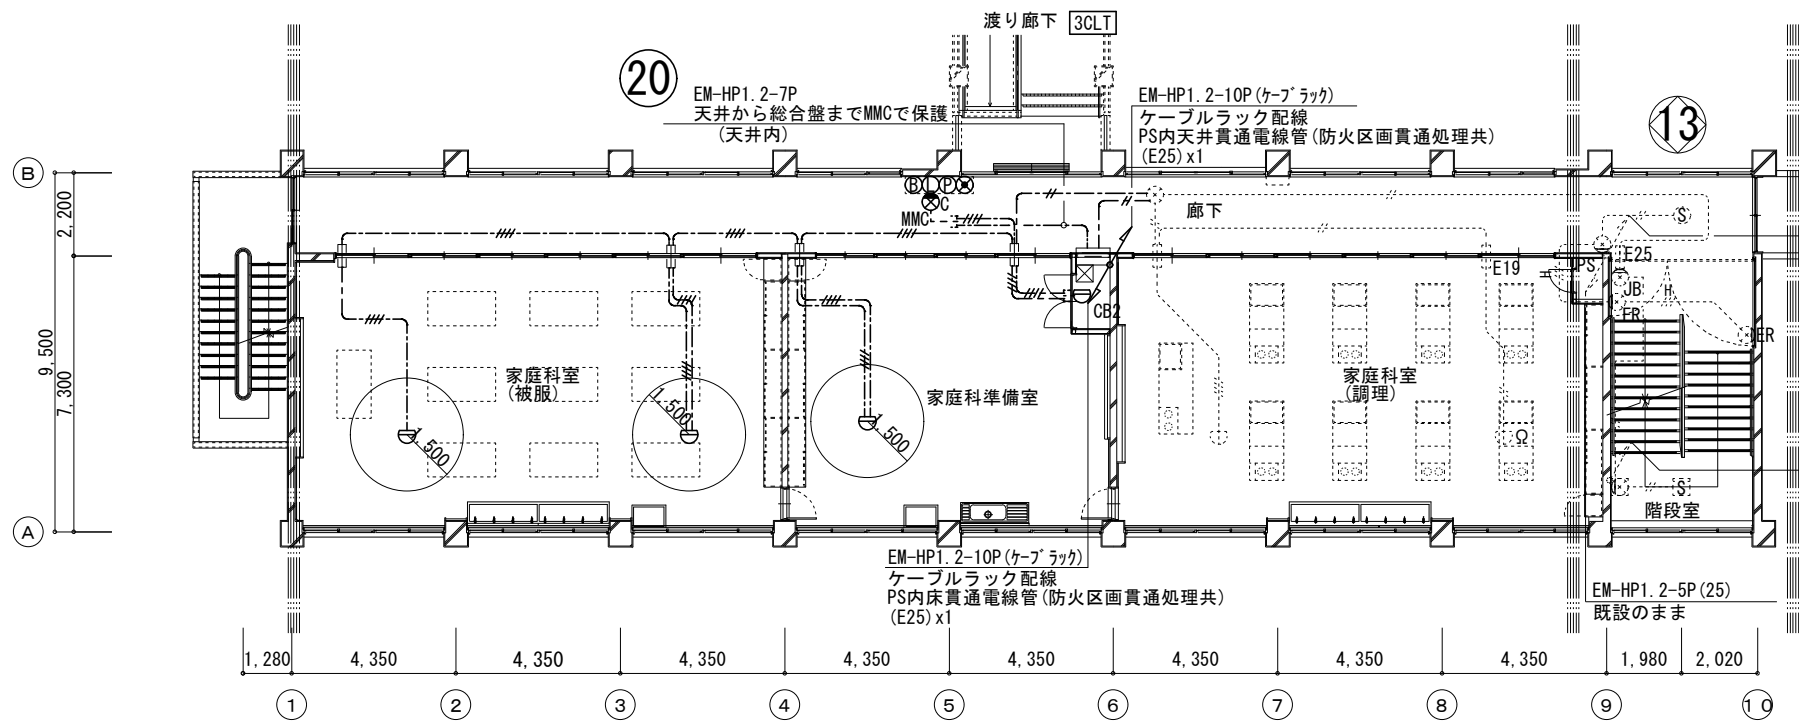 渡り廊下 3CLT
20
EM-HP1.2-7P
天井から総合盤までMMCで保護
(天井内)
EM-HP1.2-10P(ｹｰﾌﾞﾗｯｸ)
ケーブルラック配線
PS内天井貫通電線管(防火区画貫通処理共)
(E25)x1
13
B
B L P
C
MMC
廊下
S
2,200
E19
PS
E25
JB
H
ER
ER
CB2
9,500
7,300
家庭科室
(被服)
1,500
1,500
家庭科準備室
1,500
家庭科室
(調理)
Ω
S
階段室
A
EM-HP1.2-10P(ｹｰﾌﾞﾗｯｸ)
ケーブルラック配線
PS内床貫通電線管(防火区画貫通処理共)
(E25)x1
EM-HP1.2-5P(25)
既設のまま
1,280 4,350 4,350 4,350 4,350 4,350 4,350 4,350 4,350 1,980 2,020
1 2 3 4 5 6 7 8 9 10